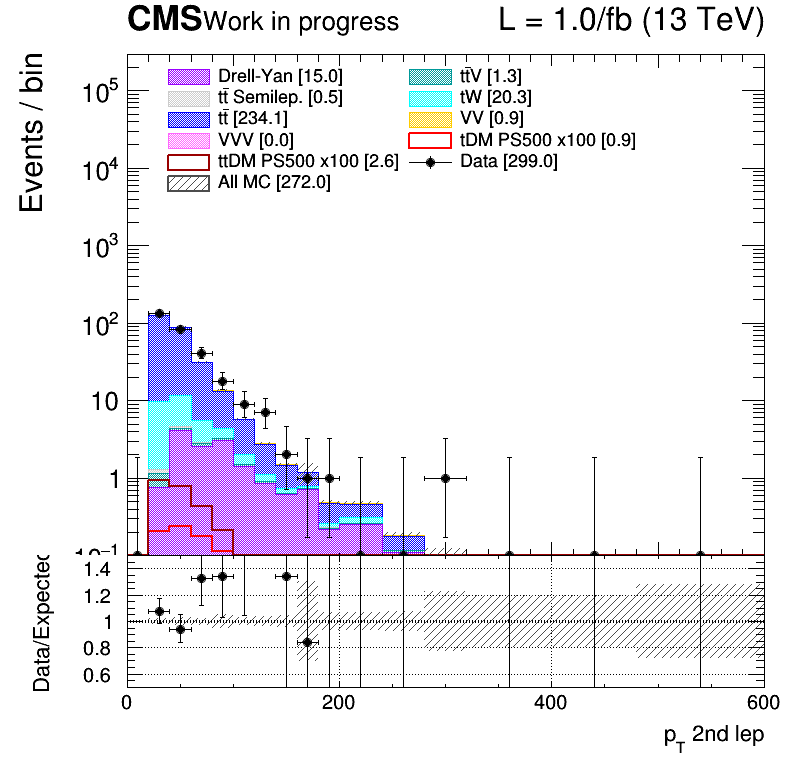 CMS Work in progress L = 1.0/fb (13 TeV)
Events / bin
Drell-Yan [15.0] tt̄V [1.3]
tt̄ Semilep. [0.5] tW [20.3]
tt̄ [234.1] VV [0.9]
VVV [0.0] tDM PS500 x100 [0.9]
ttDM PS500 x100 [2.6] Data [299.0]
All MC [272.0]
10⁵
10⁴
10³
10²
10
1
10⁻¹
Data/Expected
1.4
1.2
1
0.8
0.6
0 200 400 600
p_T 2nd lep